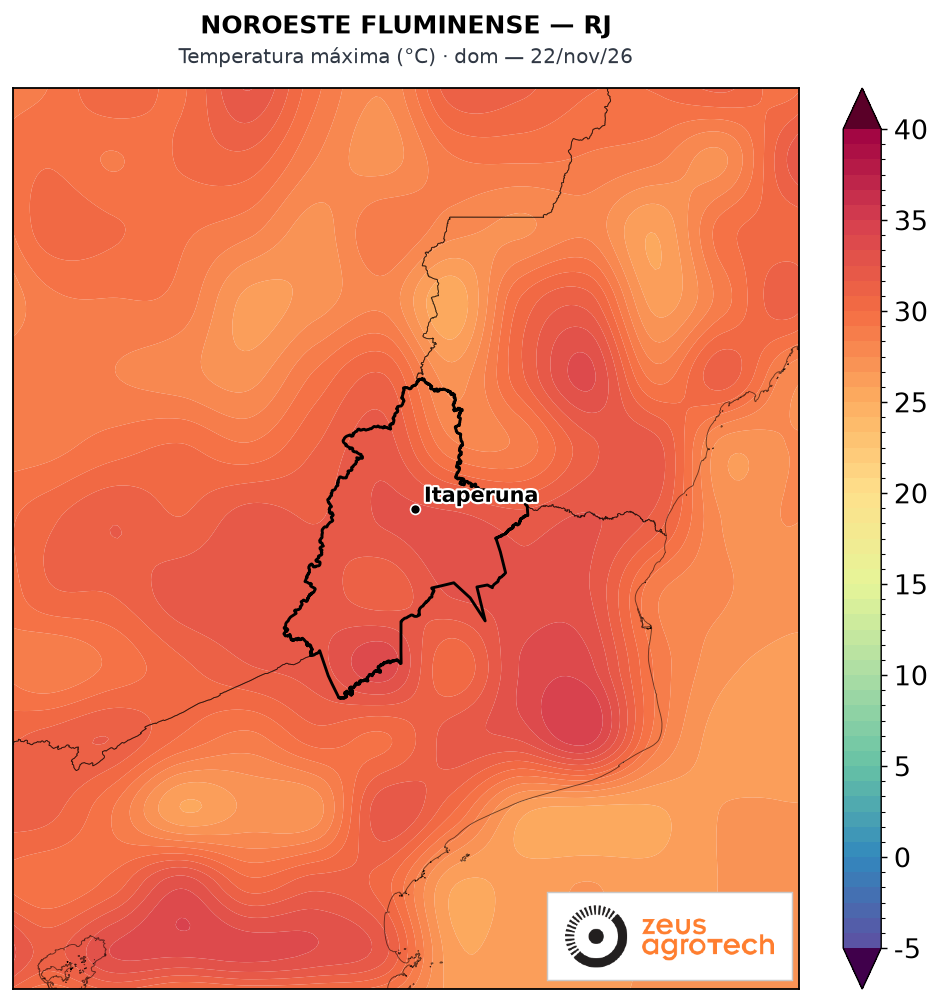 NOROESTE FLUMINENSE — RJ
Temperatura máxima (°C) · dom — 22/nov/26
Itaperuna
40
35
30
25
20
15
10
5
0
-5
zeus
agrotech